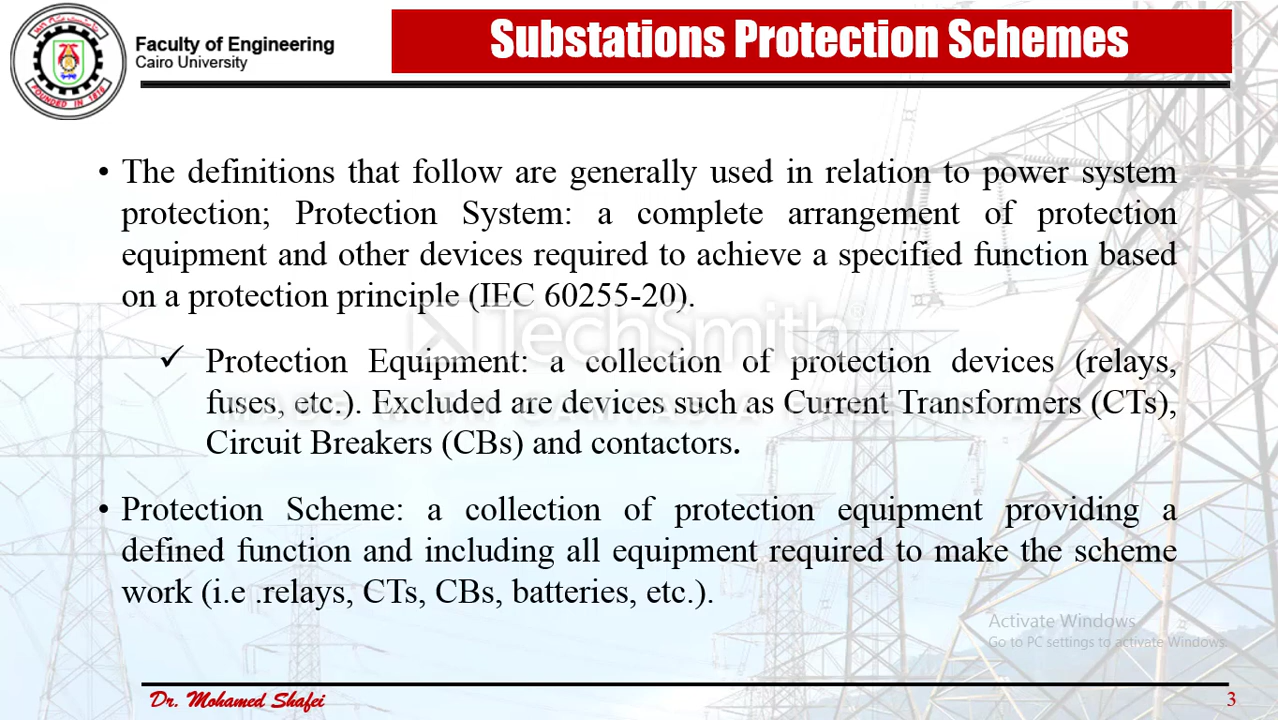 Faculty of Engineering
Cairo University
Substations Protection Schemes
• The definitions that follow are generally used in relation to power system
protection; Protection System: a complete arrangement of protection
equipment and other devices required to achieve a specified function based
on a protection principle (IEC 60255-20).
TechSmith®
✓ Protection Equipment: a collection of protection devices (relays,
fuses, etc.). Excluded are devices such as Current Transformers (CTs),
Circuit Breakers (CBs) and contactors.
• Protection Scheme: a collection of protection equipment providing a
defined function and including all equipment required to make the scheme
work (i.e .relays, CTs, CBs, batteries, etc.).
Activate Windows
Go to PC settings to activate Windows.
Dr. Mohamed Shafei
3